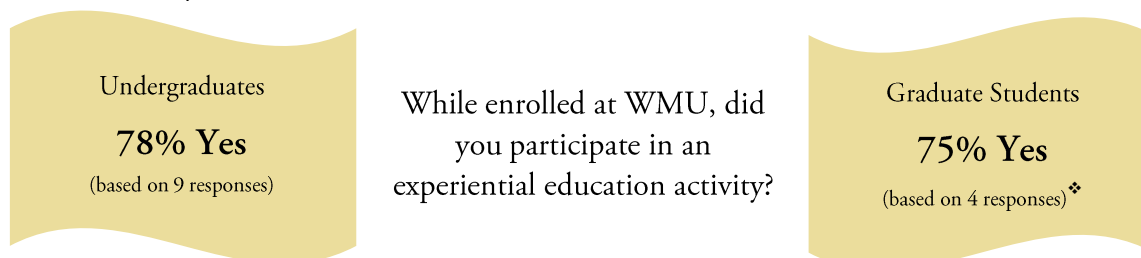 Undergraduates
78% Yes
(based on 9 responses)
While enrolled at WMU, did
you participate in an
experiential education activity?
Graduate Students
75% Yes
(based on 4 responses)❖